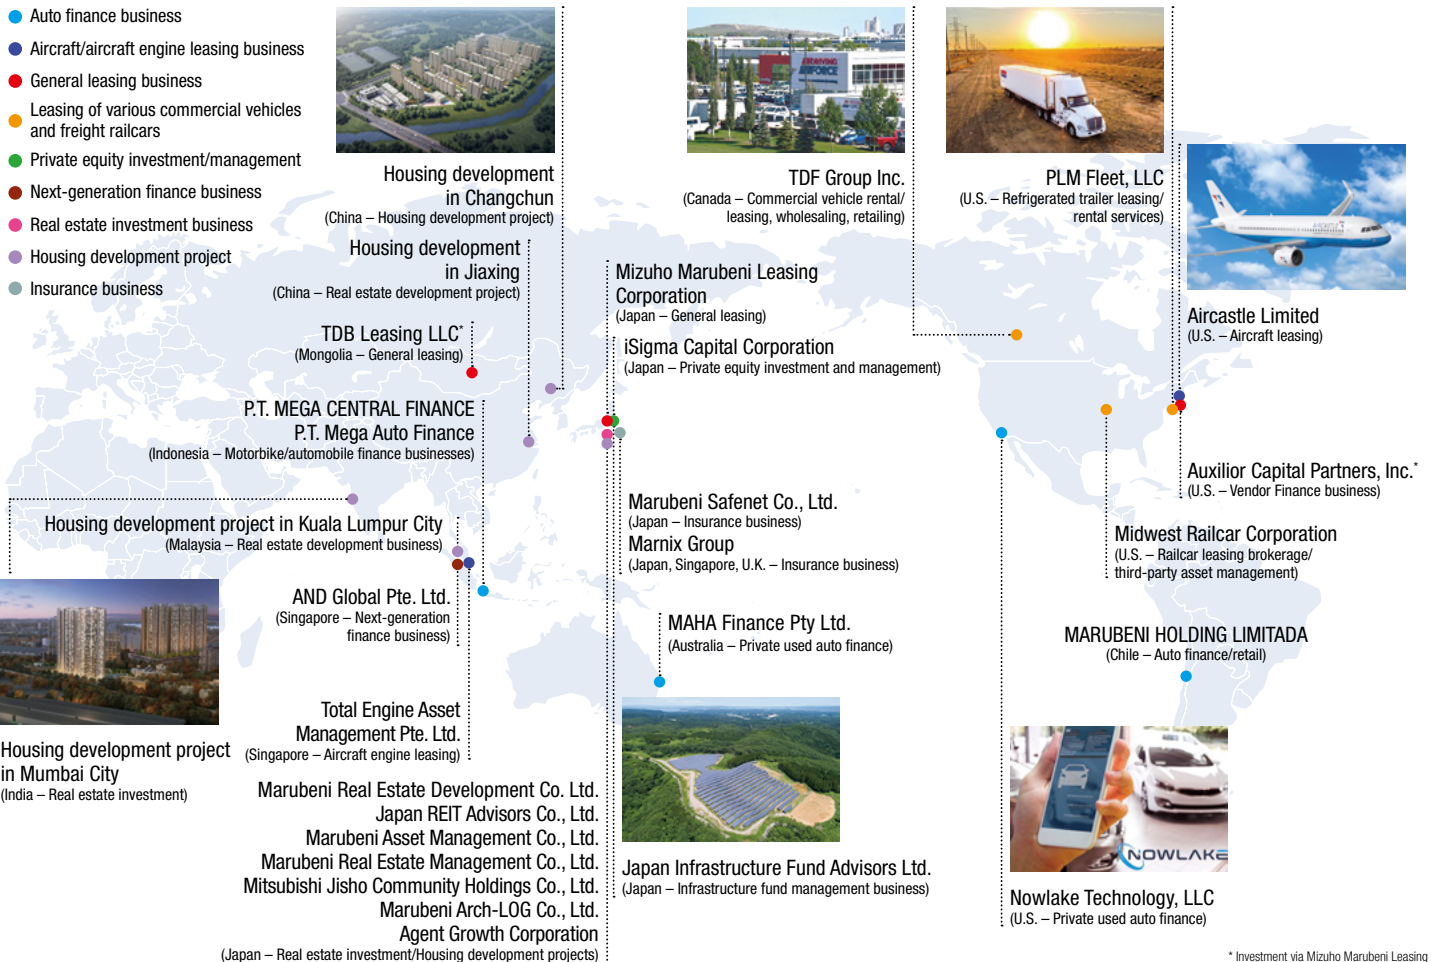 Auto finance business
Aircraft/aircraft engine leasing business
General leasing business
Leasing of various commercial vehicles
and freight railcars
Private equity investment/management
Next-generation finance business
Real estate investment business
Housing development project
Insurance business
Housing development
in Changchun
(China – Housing development project)
Housing development
in Jiaxing
(China – Real estate development project)
TDB Leasing LLC*
(Mongolia – General leasing)
P.T. MEGA CENTRAL FINANCE
P.T. Mega Auto Finance
(Indonesia – Motorbike/automobile finance businesses)
Housing development project in Kuala Lumpur City
(Malaysia – Real estate development business)
AND Global Pte. Ltd.
(Singapore – Next-generation
finance business)
Housing development project
in Mumbai City
(India – Real estate investment)
Total Engine Asset
Management Pte. Ltd.
(Singapore – Aircraft engine leasing)
Marubeni Real Estate Development Co. Ltd.
Japan REIT Advisors Co., Ltd.
Marubeni Asset Management Co., Ltd.
Marubeni Real Estate Management Co., Ltd.
Mitsubishi Jisho Community Holdings Co., Ltd.
Marubeni Arch-LOG Co., Ltd.
Agent Growth Corporation
(Japan – Real estate investment/Housing development projects)
TDF Group Inc.
(Canada – Commercial vehicle rental/
leasing, wholesaling, retailing)
Mizuho Marubeni Leasing
Corporation
(Japan – General leasing)
iSigma Capital Corporation
(Japan – Private equity investment and management)
Marubeni Safenet Co., Ltd.
(Japan – Insurance business)
Marnix Group
(Japan, Singapore, U.K. – Insurance business)
MAHA Finance Pty Ltd.
(Australia – Private used auto finance)
Japan Infrastructure Fund Advisors Ltd.
(Japan – Infrastructure fund management business)
PLM Fleet, LLC
(U.S. – Refrigerated trailer leasing/
rental services)
Aircastle Limited
(U.S. – Aircraft leasing)
Auxilior Capital Partners, Inc.*
(U.S. – Vendor Finance business)
Midwest Railcar Corporation
(U.S. – Railcar leasing brokerage/
third-party asset management)
MARUBENI HOLDING LIMITADA
(Chile – Auto finance/retail)
NOWLAKE
Nowlake Technology, LLC
(U.S. – Private used auto finance)
* Investment via Mizuho Marubeni Leasing